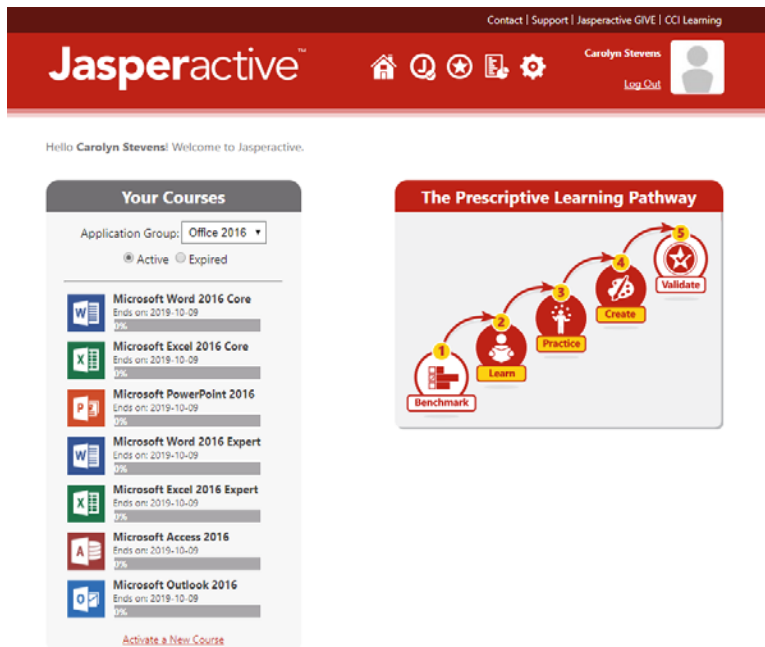 Contact | Support | Jasperactive GIVE | CCI Learning
Jasperactive™
Carolyn Stevens
Log Out
Hello Carolyn Stevens! Welcome to Jasperactive.
Your Courses
Application Group: Office 2016
Active Expired
Microsoft Word 2016 Core
Ends on: 2019-10-09
0%
Microsoft Excel 2016 Core
Ends on: 2019-10-09
0%
Microsoft PowerPoint 2016
Ends on: 2019-10-09
0%
Microsoft Word 2016 Expert
Ends on: 2019-10-09
0%
Microsoft Excel 2016 Expert
Ends on: 2019-10-09
0%
Microsoft Access 2016
Ends on: 2019-10-09
0%
Microsoft Outlook 2016
Ends on: 2019-10-09
0%
Activate a New Course
The Prescriptive Learning Pathway
1
Benchmark
2
Learn
3
Practice
4
Create
5
Validate